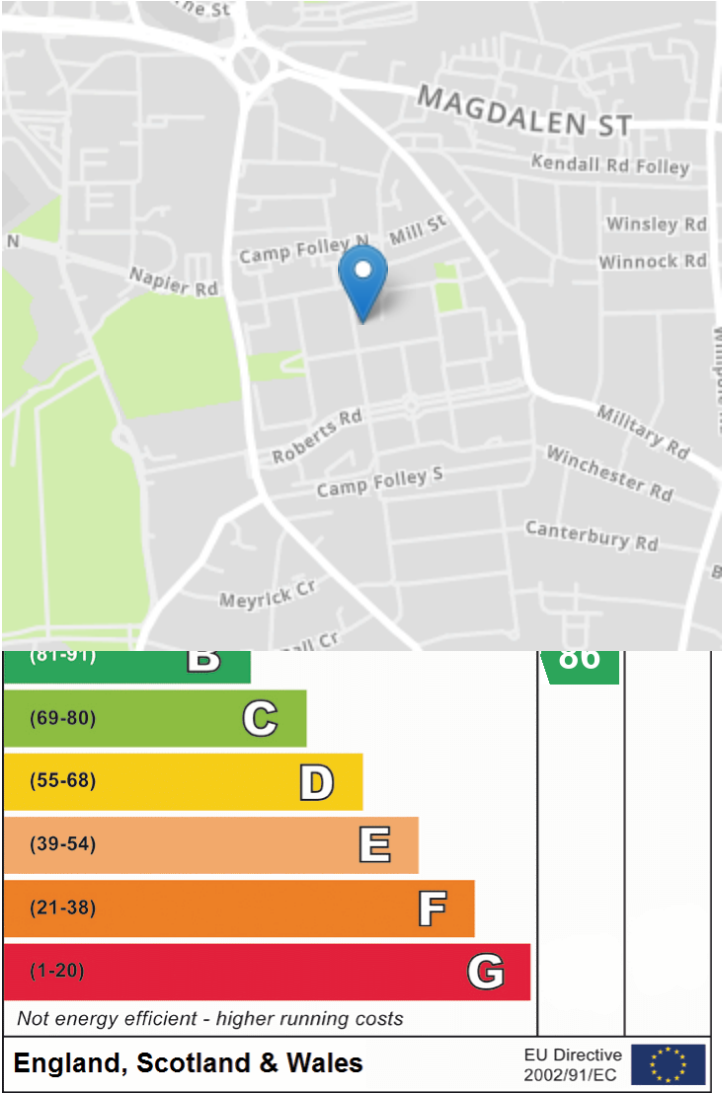 MAGDALEN ST
Kendall Rd Folley
Winsley Rd
Camp Folley N
Mill St
N
Winnock Rd
Napier Rd
Military Rd
Roberts Rd
Winchester Rd
Camp Folley S
Canterbury Rd
Meyrick Cr
(81-91) B 86
(69-80) C
(55-68) D
(39-54) E
(21-38) F
(1-20) G
Not energy efficient - higher running costs
England, Scotland & Wales
EU Directive
2002/91/EC